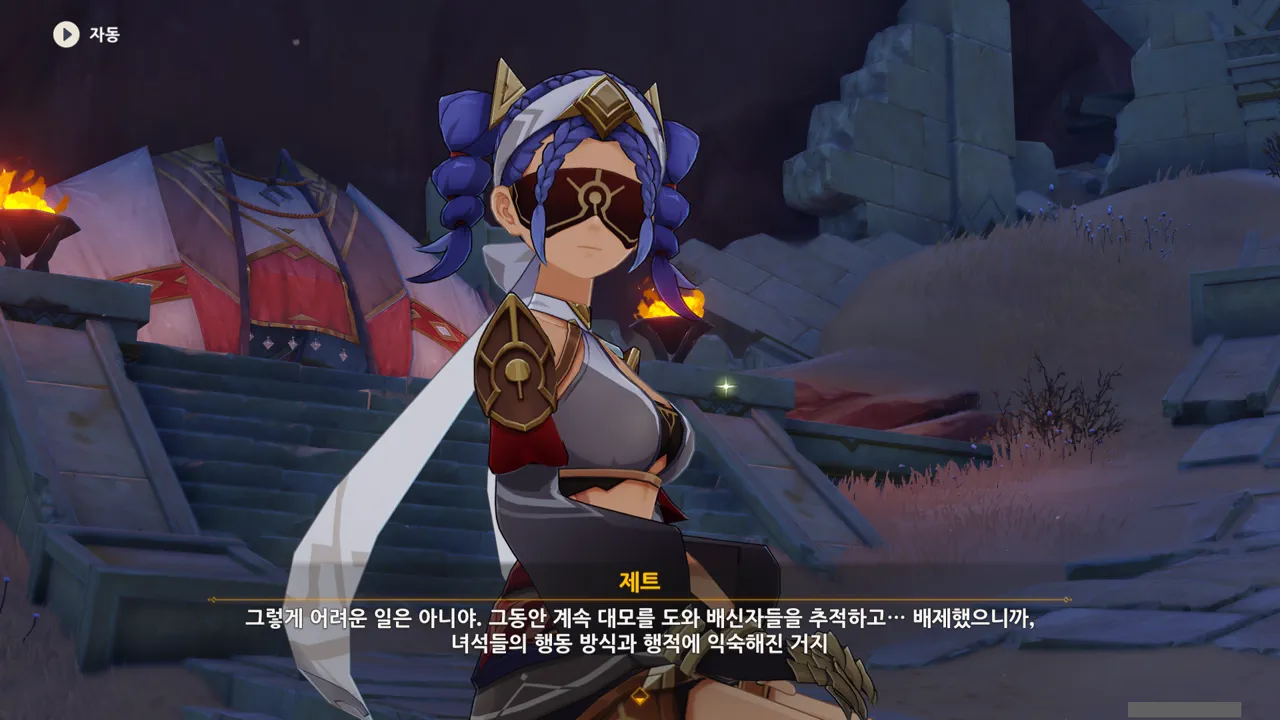 자동
제트
그렇게 어려운 일은 아니야. 그동안 계속 대모를 도와 배신자들을 추적하고… 배제했으니까,
녀석들의 행동 방식과 행적에 익숙해진 거지